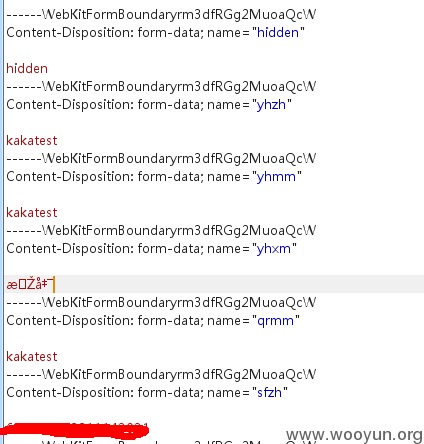 ------WebKitFormBoundaryrm3dfRGg2MuoaQcW
Content-Disposition: form-data; name="hidden"
hidden
------WebKitFormBoundaryrm3dfRGg2MuoaQcW
Content-Disposition: form-data; name="yhzh"
kakatest
------WebKitFormBoundaryrm3dfRGg2MuoaQcW
Content-Disposition: form-data; name="yhmm"
kakatest
------WebKitFormBoundaryrm3dfRGg2MuoaQcW
Content-Disposition: form-data; name="yhxm"
------WebKitFormBoundaryrm3dfRGg2MuoaQcW
Content-Disposition: form-data; name="qrmm"
kakatest
------WebKitFormBoundaryrm3dfRGg2MuoaQcW
Content-Disposition: form-data; name="sfzh"
www.wooyun.org